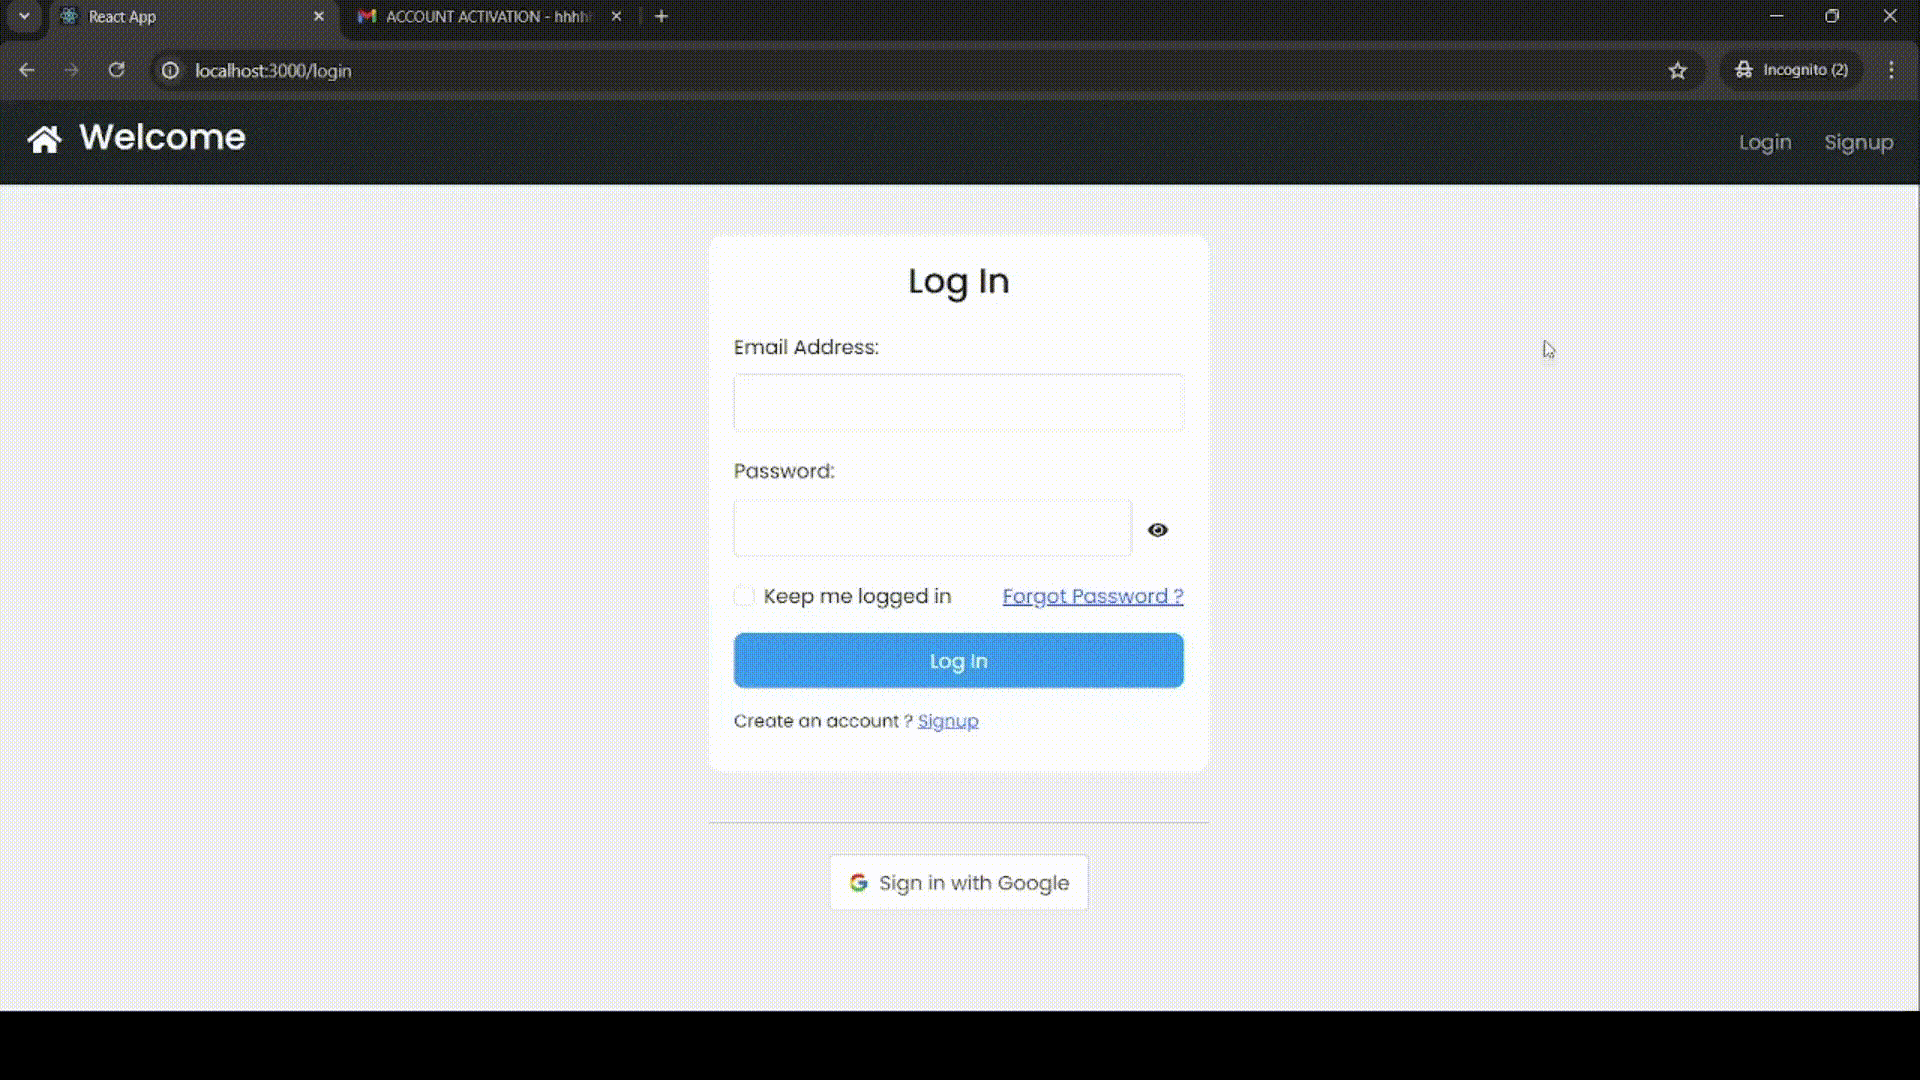 React App
ACCOUNT ACTIVATION - hhhh
localhost:3000/login
Incognito (2)
Welcome
Login
Signup
Log In
Email Address:
Password:
Keep me logged in
Forgot Password ?
Log In
Create an account ? Signup
Sign in with Google